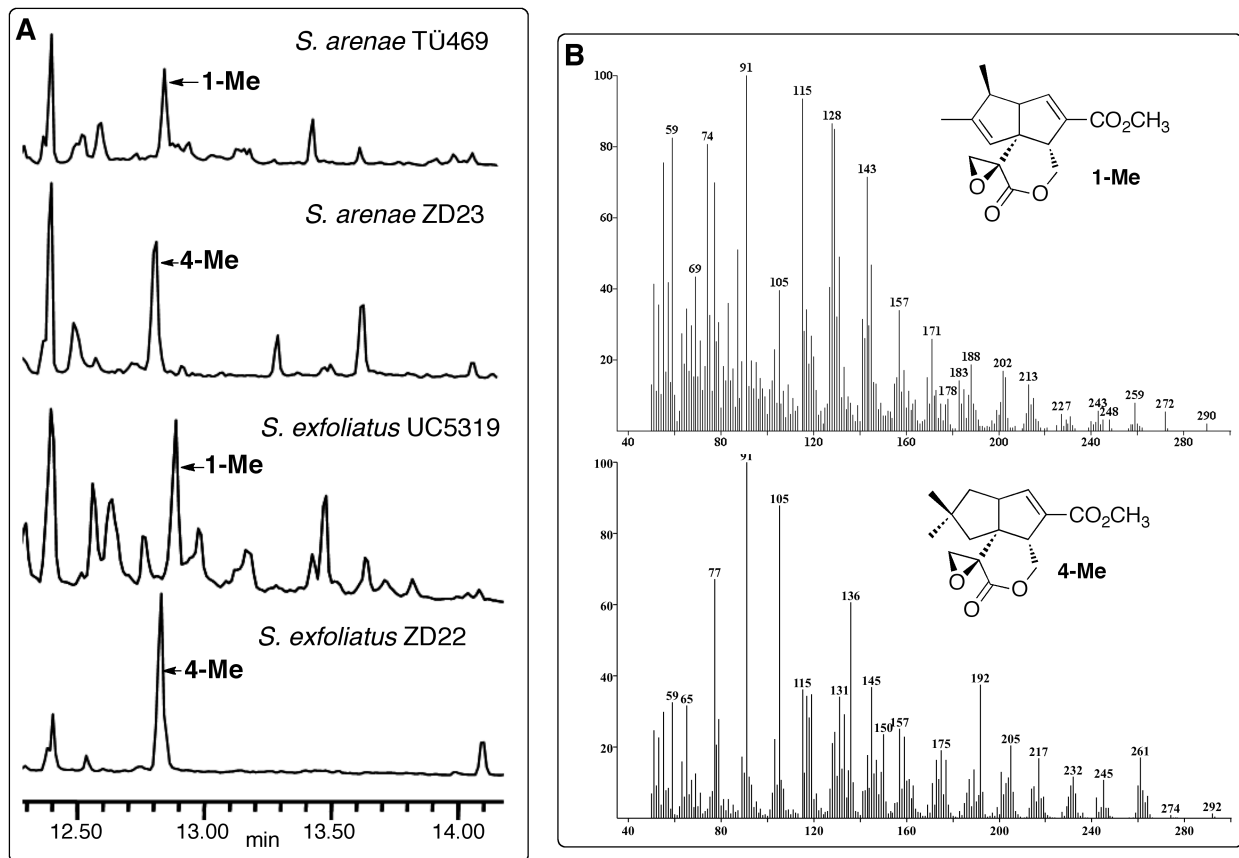 A
S. arenae TÜ469
1-Me
S. arenae ZD23
4-Me
S. exfoliatus UC5319
1-Me
S. exfoliatus ZD22
4-Me
12.50 13.00 13.50 14.00
min
B
100
80
60
40
20
91
115
128
59
74
143
69
105
157
171
188
202
183
178
213
227
243
248
259
272
290
40 80 120 160 200 240 280
CO2CH3
O
O
O
1-Me
100
80
60
40
20
91
105
77
136
59
65
115
131
145
150
157
175
192
205
217
232
245
261
274
292
40 80 120 160 200 240 280
CO2CH3
O
O
O
4-Me